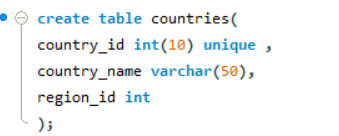 create table countries(
country_id int(10) unique ,
country_name varchar(50),
region_id int
);